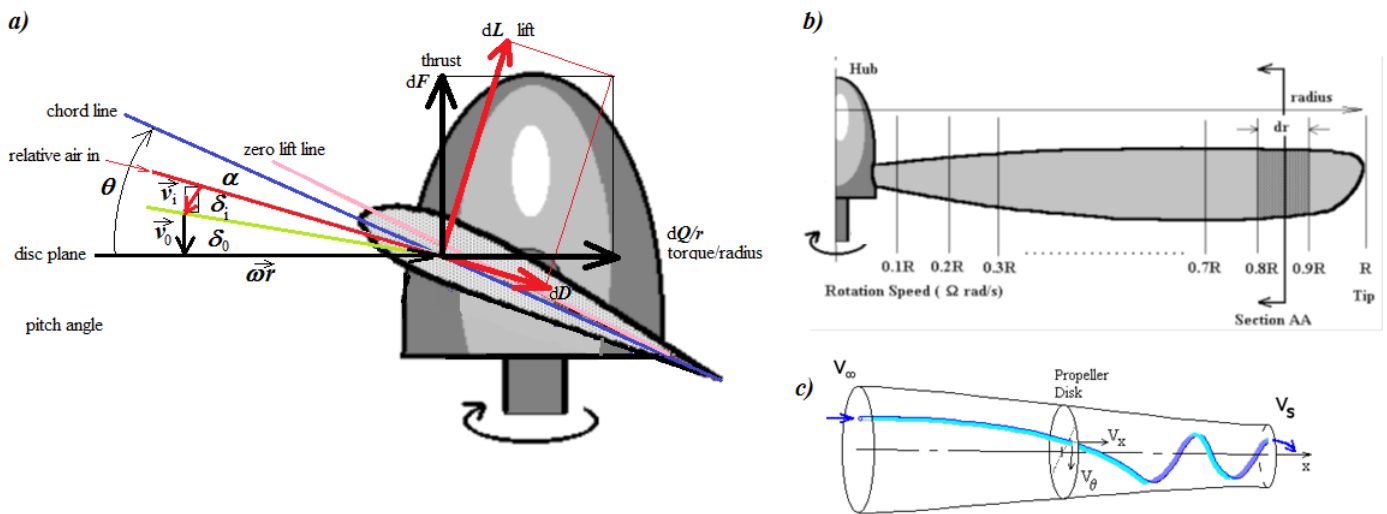 a)
dL lift
thrust
dF
chord line
zero lift line
relative air in
θ
α
v⃗i
δi
v⃗0
δ0
disc plane
ω⃗r
dQ/r
torque/radius
dD
pitch angle
b)
Hub
radius
dr
0.1R 0.2R 0.3R 0.7R 0.8R 0.9R R
Rotation Speed ( Ω rad/s) Tip
Section AA
c)
V∞
Propeller
Disk
VS
Vx
x
Vθ